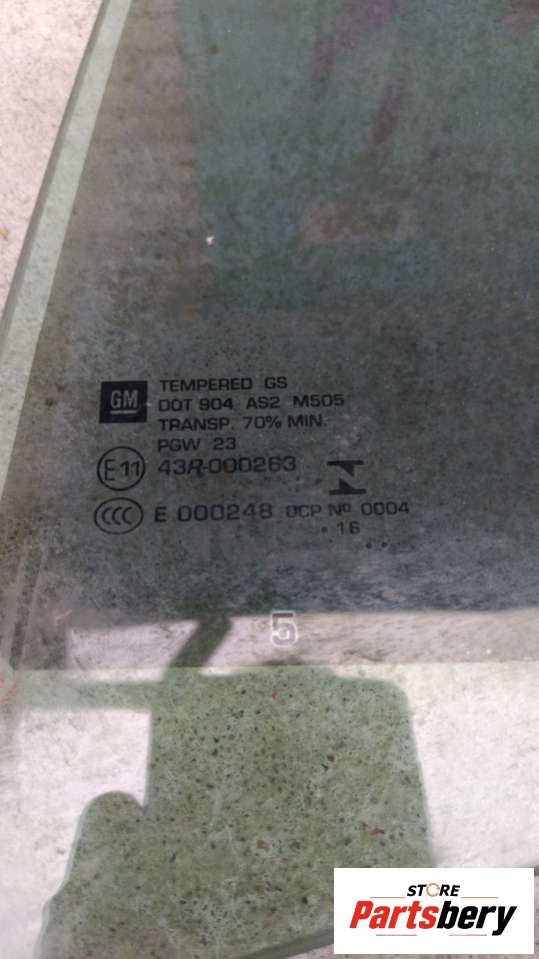 GM
TEMPERED GS
DOT 904 AS2 M505
TRANSP. 70% MIN.
PGW 23
E11 43R-000263
CCC E 000248 OCP Nº 0004
. 16
5
STORE
Partsbery